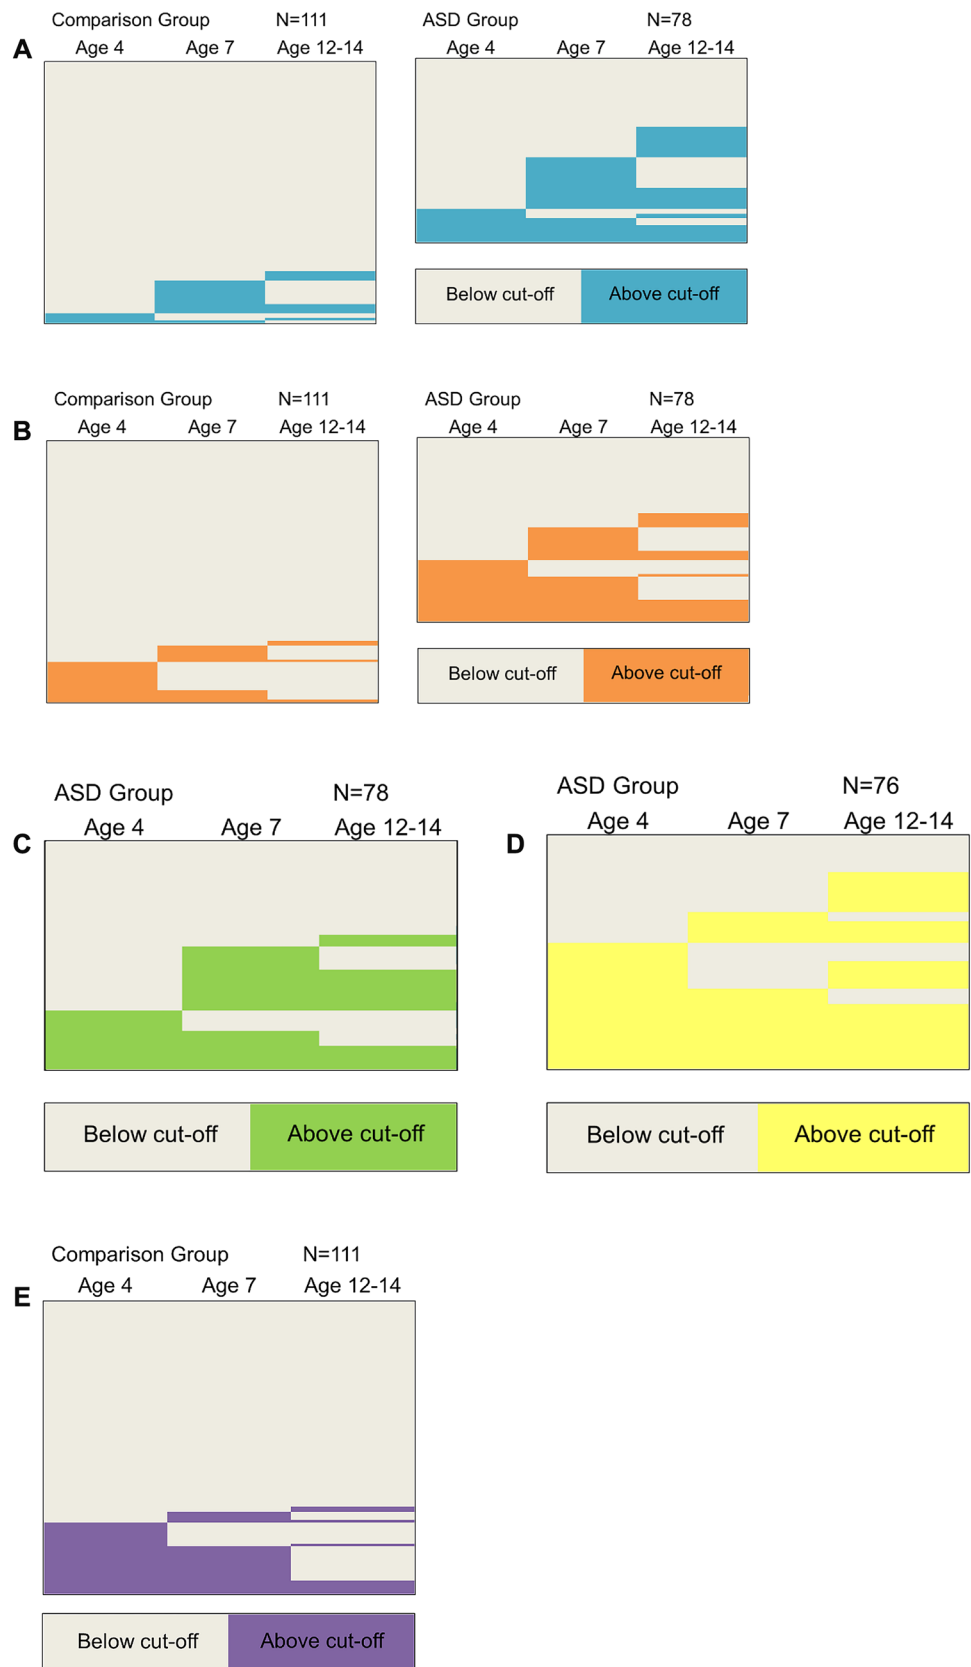 Comparison Group N=111
Age 4 Age 7 Age 12-14
A
ASD Group N=78
Age 4 Age 7 Age 12-14
Below cut-off Above cut-off
Comparison Group N=111
Age 4 Age 7 Age 12-14
B
ASD Group N=78
Age 4 Age 7 Age 12-14
Below cut-off Above cut-off
ASD Group N=78
Age 4 Age 7 Age 12-14
C
Below cut-off Above cut-off
ASD Group N=76
Age 4 Age 7 Age 12-14
D
Below cut-off Above cut-off
Comparison Group N=111
Age 4 Age 7 Age 12-14
E
Below cut-off Above cut-off